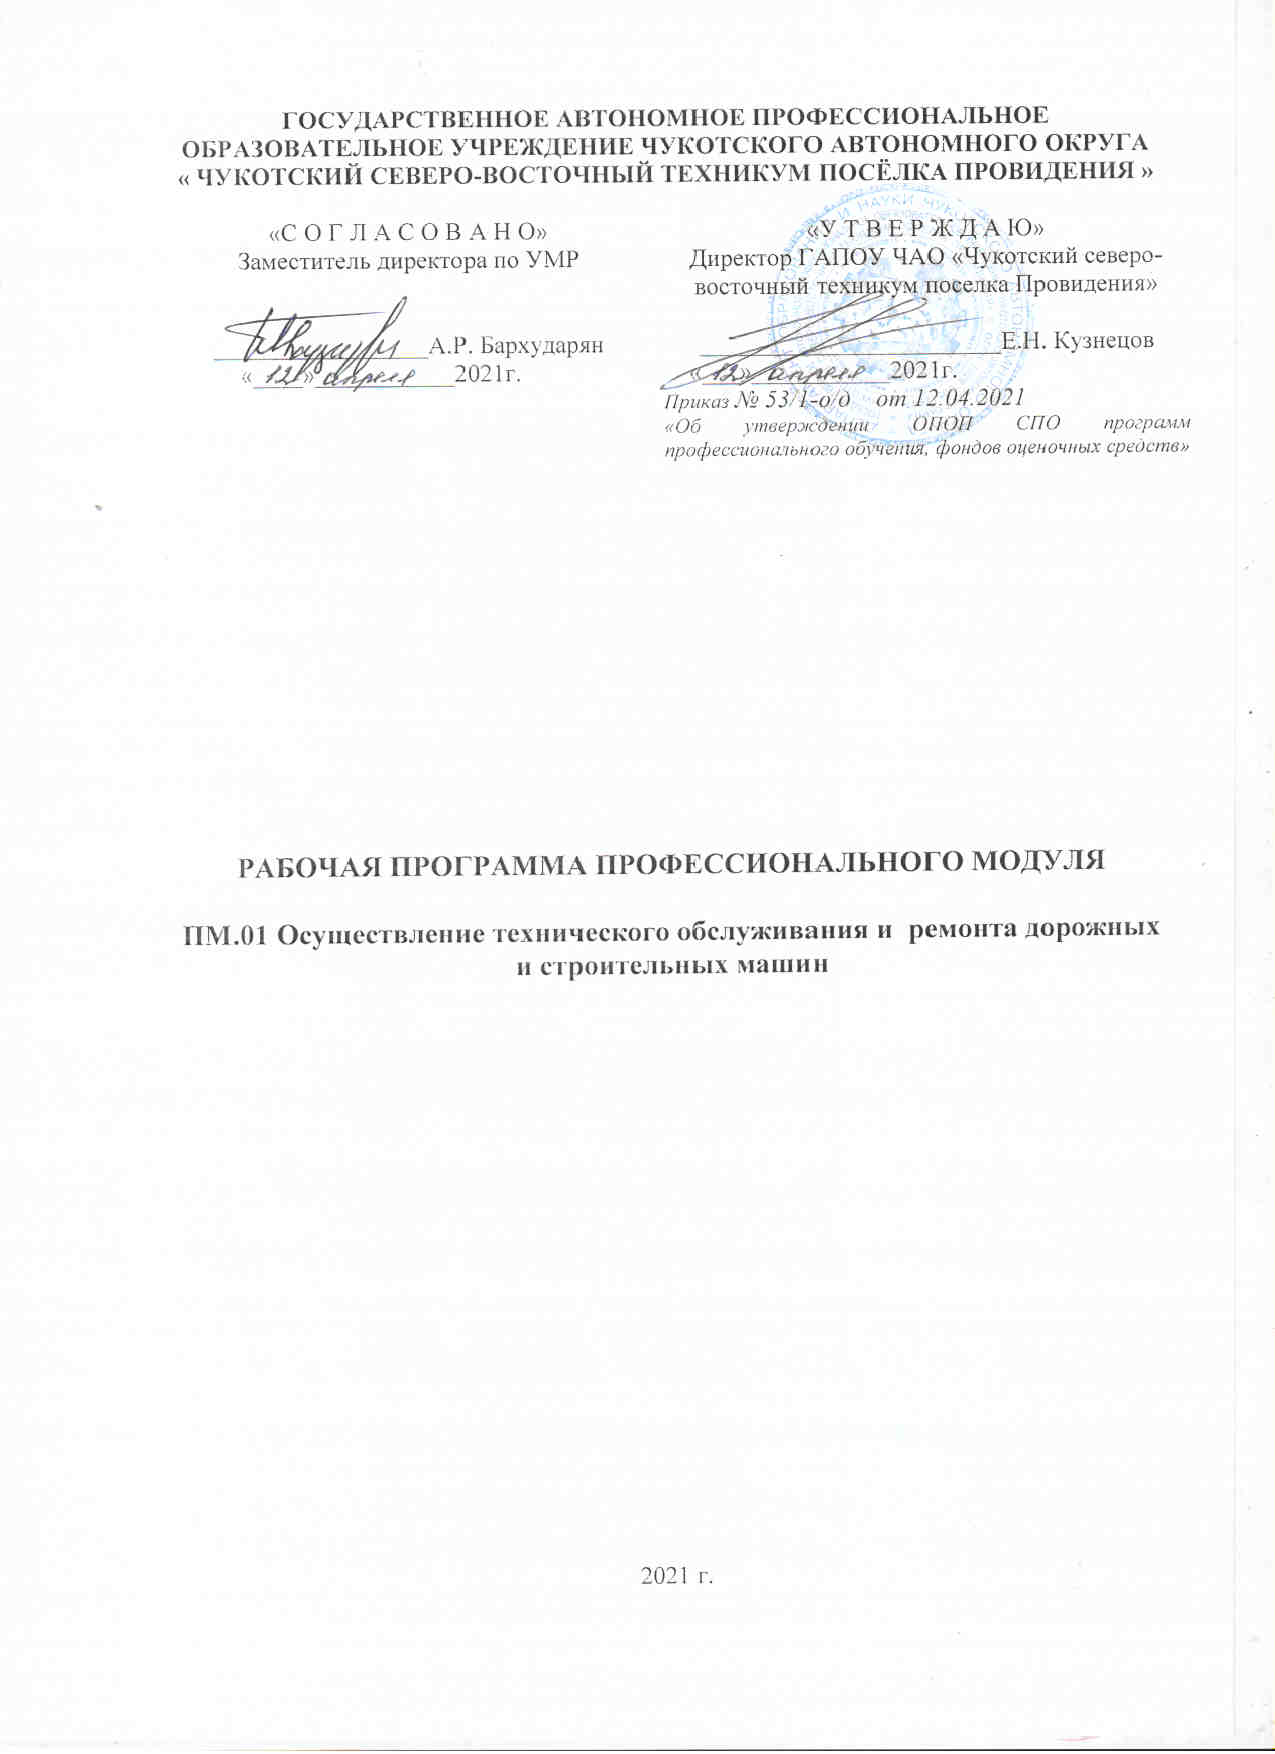 ГОСУДАРСТВЕННОЕ АВТОНОМНОЕ ПРОФЕССИОНАЛЬНОЕ
ОБРАЗОВАТЕЛЬНОЕ УЧРЕЖДЕНИЕ ЧУКОТСКОГО АВТОНОМНОГО ОКРУГА
« ЧУКОТСКИЙ СЕВЕРО-ВОСТОЧНЫЙ ТЕХНИКУМ ПОСЁЛКА ПРОВИДЕНИЯ »
«С О Г Л А С О В А Н О»
Заместитель директора по УМР
А.Р. Бархударян
« 12 » апреля 2021г.
«У Т В Е Р Ж Д А Ю»
Директор ГАПОУ ЧАО «Чукотский северо-
восточный техникум поселка Провидения»
Е.Н. Кузнецов
« 12 » апреля 2021г.
Приказ № 53/1-о/д от 12.04.2021
«Об утверждении ОПОП СПО программ
профессионального обучения, фондов оценочных средств»
РАБОЧАЯ ПРОГРАММА ПРОФЕССИОНАЛЬНОГО МОДУЛЯ
ПМ.01 Осуществление технического обслуживания и ремонта дорожных
и строительных машин
2021 г.